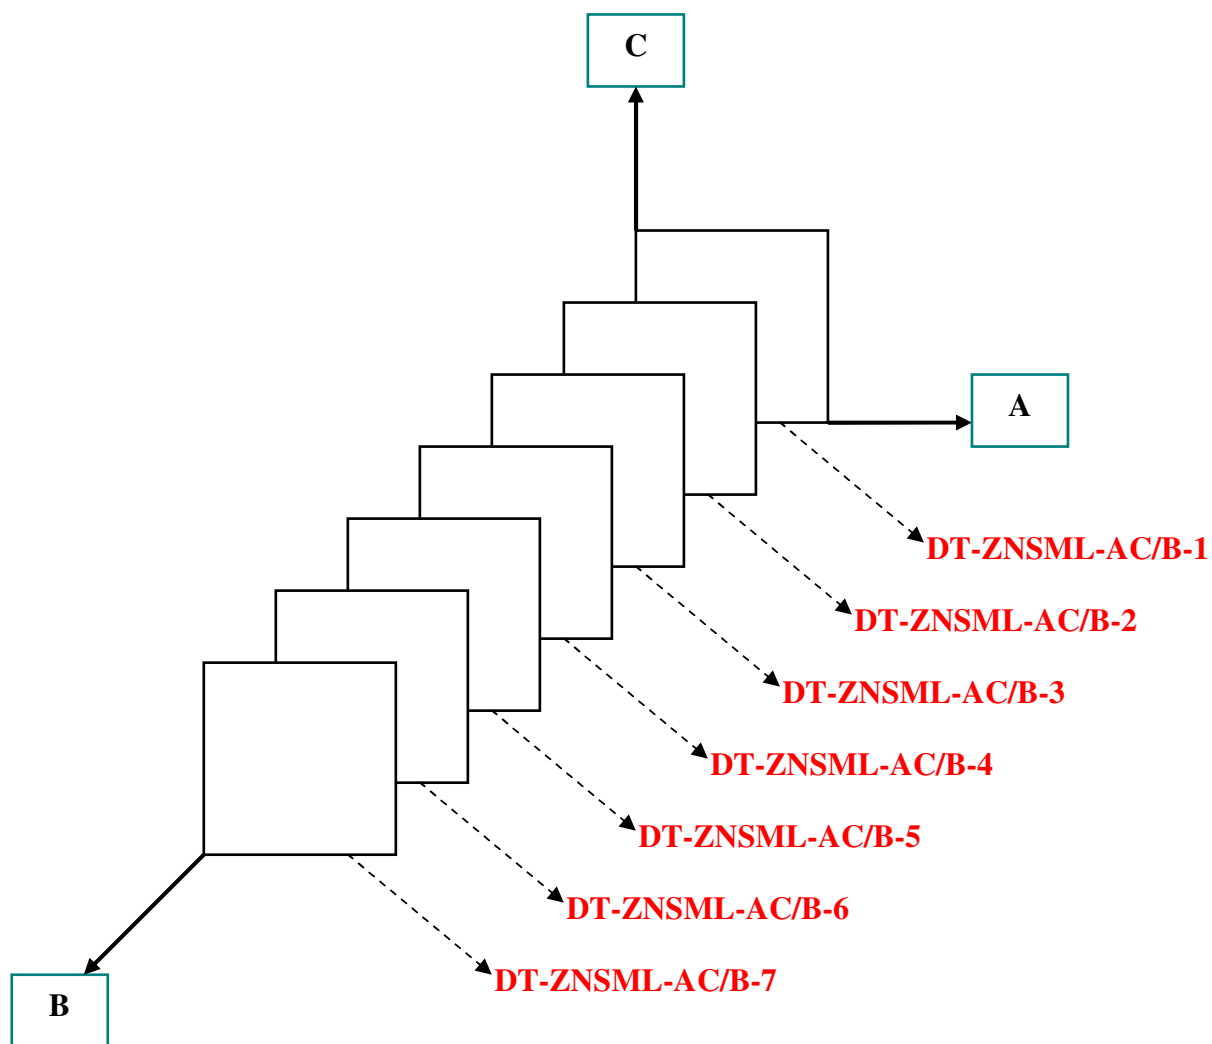 C
A
DT-ZNSML-AC/B-1
DT-ZNSML-AC/B-2
DT-ZNSML-AC/B-3
DT-ZNSML-AC/B-4
DT-ZNSML-AC/B-5
DT-ZNSML-AC/B-6
DT-ZNSML-AC/B-7
B